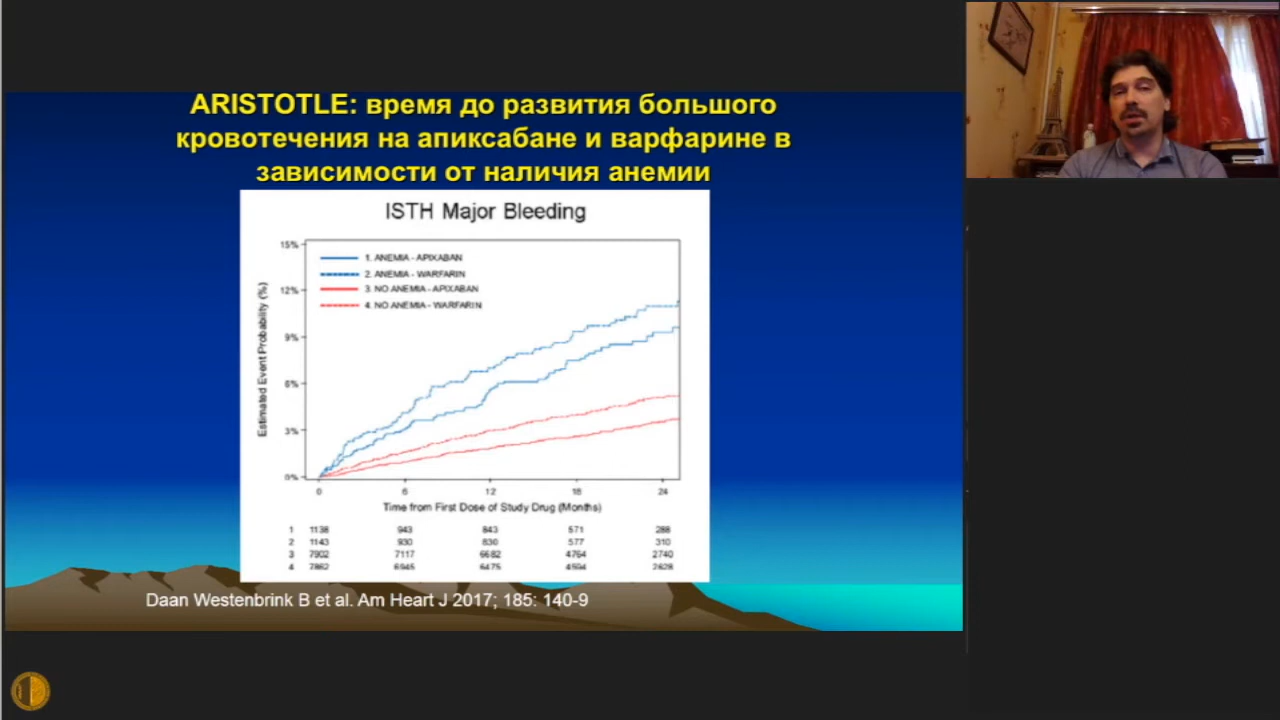 ARISTOTLE: время до развития большого
кровотечения на апиксабане и варфарине в
зависимости от наличия анемии
ISTH Major Bleeding
15%
12%
9%
6%
3%
0%
Estimated Event Probability (%)
1. ANEMIA - APIXABAN
2. ANEMIA - WARFARIN
3. NO ANEMIA - APIXABAN
4. NO ANEMIA - WARFARIN
0 6 12 18 24
Time from First Dose of Study Drug (Months)
1 1138 943 843 571 288
2 1143 930 830 577 310
3 7902 7117 6682 4764 2740
4 7862 6945 6475 4594 2628
Daan Westenbrink B et al. Am Heart J 2017; 185: 140-9